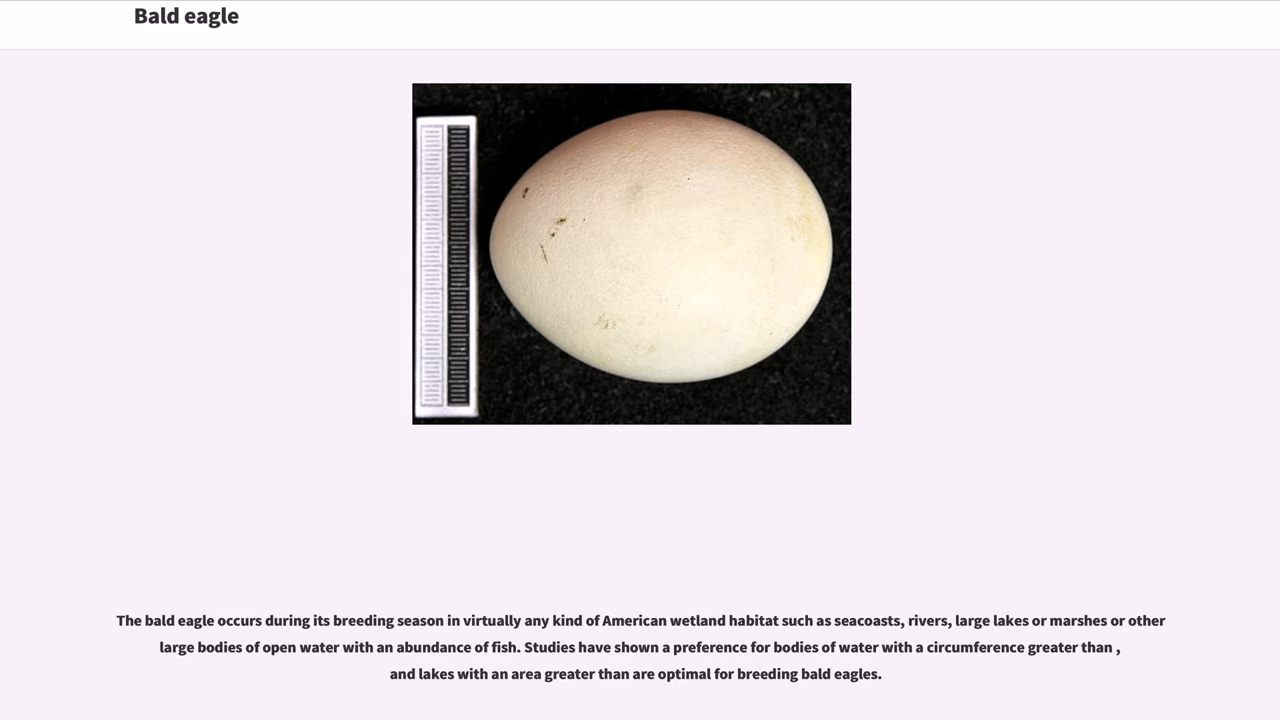 Bald eagle
The bald eagle occurs during its breeding season in virtually any kind of American wetland habitat such as seacoasts, rivers, large lakes or marshes or other
large bodies of open water with an abundance of fish. Studies have shown a preference for bodies of water with a circumference greater than ,
and lakes with an area greater than are optimal for breeding bald eagles.